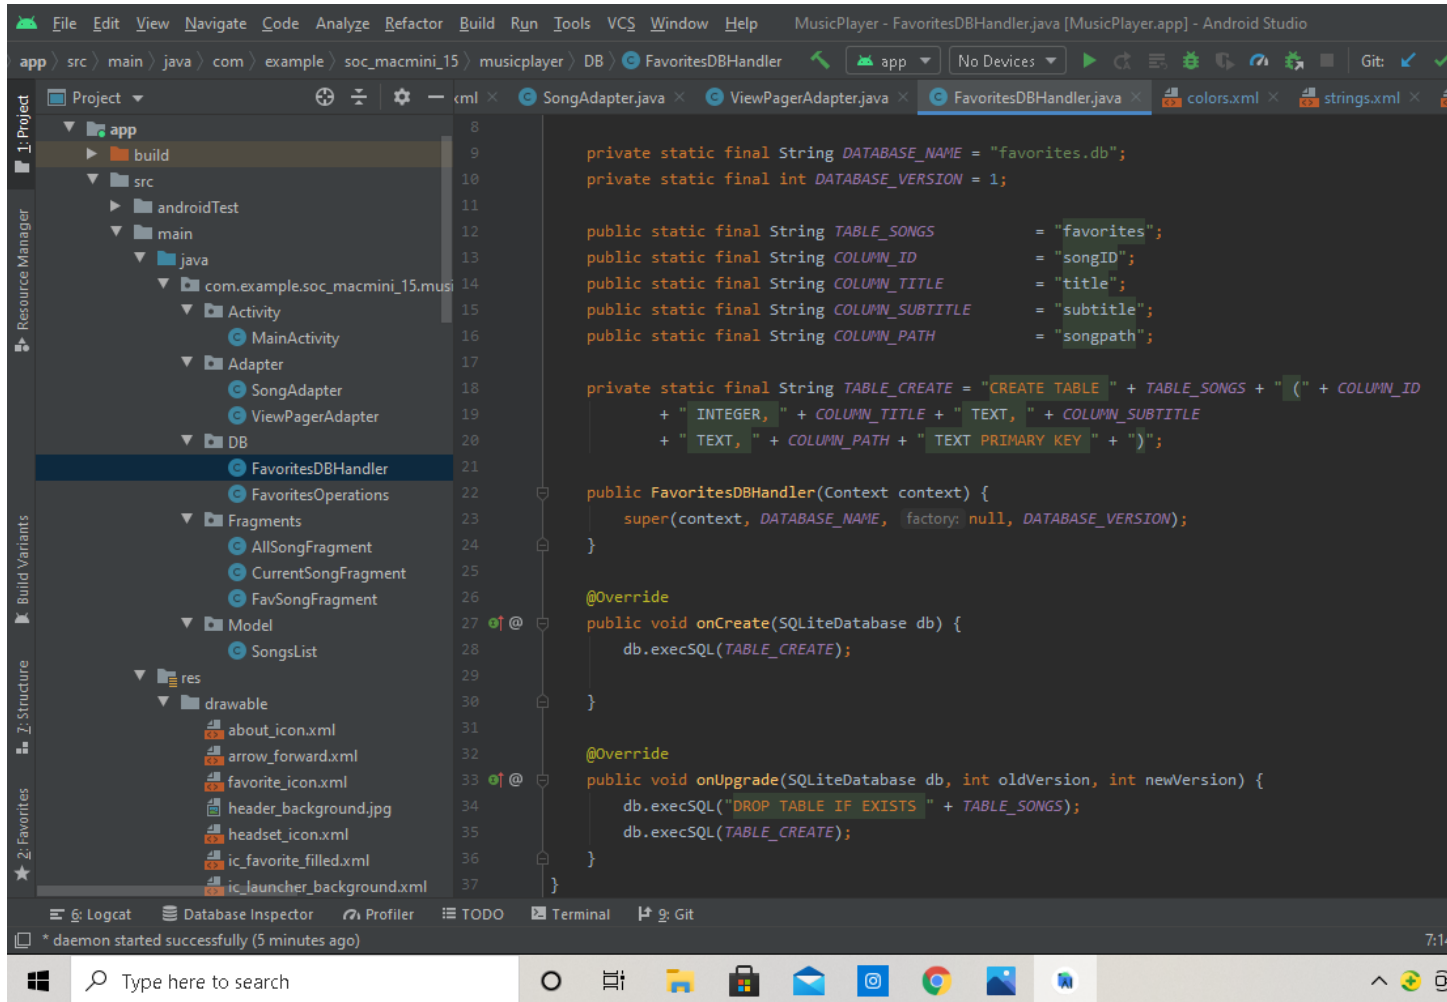 File Edit View Navigate Code Analyze Refactor Build Run Tools VCS Window Help MusicPlayer - FavoritesDBHandler.java [MusicPlayer.app] - Android Studio
app src main java com example soc_macmini_15 musicplayer DB FavoritesDBHandler app No Devices Git:
Project
xml SongAdapter.java ViewPagerAdapter.java FavoritesDBHandler.java colors.xml strings.xml
1: Project
Resource Manager
Build Variants
7: Structure
2: Favorites
app
build
src
androidTest
main
java
com.example.soc_macmini_15.musi
Activity
MainActivity
Adapter
SongAdapter
ViewPagerAdapter
DB
FavoritesDBHandler
FavoritesOperations
Fragments
AllSongFragment
CurrentSongFragment
FavSongFragment
Model
SongsList
res
drawable
about_icon.xml
arrow_forward.xml
favorite_icon.xml
header_background.jpg
headset_icon.xml
ic_favorite_filled.xml
ic_launcher_background.xml
8
9 private static final String DATABASE_NAME = "favorites.db";
10 private static final int DATABASE_VERSION = 1;
11
12 public static final String TABLE_SONGS = "favorites";
13 public static final String COLUMN_ID = "songID";
14 public static final String COLUMN_TITLE = "title";
15 public static final String COLUMN_SUBTITLE = "subtitle";
16 public static final String COLUMN_PATH = "songpath";
17
18 private static final String TABLE_CREATE = "CREATE TABLE " + TABLE_SONGS + " (" + COLUMN_ID
19 + " INTEGER, " + COLUMN_TITLE + " TEXT, " + COLUMN_SUBTITLE
20 + " TEXT, " + COLUMN_PATH + " TEXT PRIMARY KEY " + ")";
21
22 public FavoritesDBHandler(Context context) {
23 super(context, DATABASE_NAME, factory: null, DATABASE_VERSION);
24 }
25
26 @Override
27 @ public void onCreate(SQLiteDatabase db) {
28 db.execSQL(TABLE_CREATE);
29
30 }
31
32 @Override
33 @ public void onUpgrade(SQLiteDatabase db, int oldVersion, int newVersion) {
34 db.execSQL("DROP TABLE IF EXISTS " + TABLE_SONGS);
35 db.execSQL(TABLE_CREATE);
36 }
37 }
6: Logcat Database Inspector Profiler TODO Terminal 9: Git
* daemon started successfully (5 minutes ago) 7:14
Type here to search